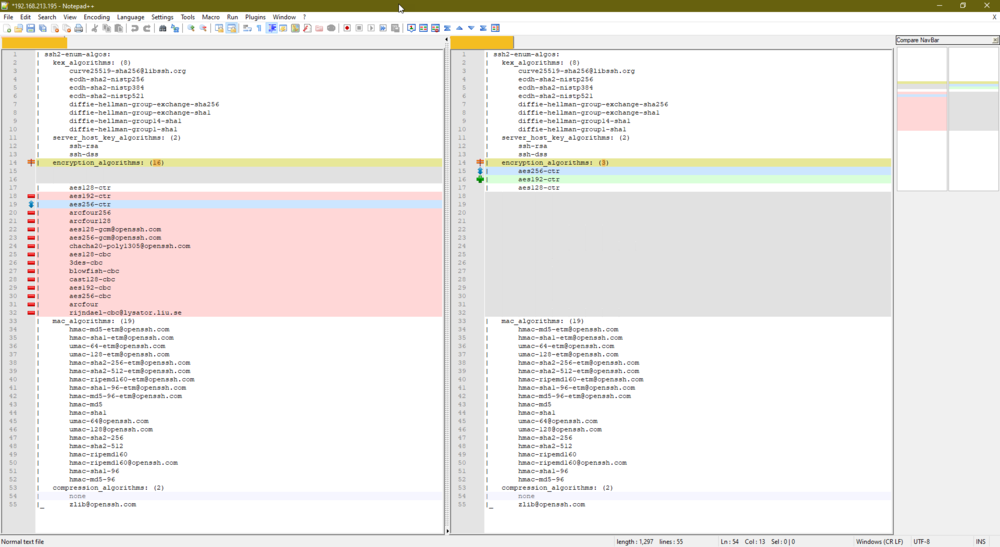 *192.168.213.195 - Notepad++
File Edit Search View Encoding Language Settings Tools Macro Run Plugins Window ? X
1 | ssh2-enum-algos:
2 | kex_algorithms: (8)
3 | curve25519-sha256@libssh.org
4 | ecdh-sha2-nistp256
5 | ecdh-sha2-nistp384
6 | ecdh-sha2-nistp521
7 | diffie-hellman-group-exchange-sha256
8 | diffie-hellman-group-exchange-sha1
9 | diffie-hellman-group14-sha1
10 | diffie-hellman-group1-sha1
11 | server_host_key_algorithms: (2)
12 | ssh-rsa
13 | ssh-dss
14 | encryption_algorithms: (16)
15
16
17 | aes128-ctr
18 | aes192-ctr
19 | aes256-ctr
20 | arcfour256
21 | arcfour128
22 | aes128-gcm@openssh.com
23 | aes256-gcm@openssh.com
24 | chacha20-poly1305@openssh.com
25 | aes128-cbc
26 | 3des-cbc
27 | blowfish-cbc
28 | cast128-cbc
29 | aes192-cbc
30 | aes256-cbc
31 | arcfour
32 | rijndael-cbc@lysator.liu.se
33 | mac_algorithms: (19)
34 | hmac-md5-etm@openssh.com
35 | hmac-sha1-etm@openssh.com
36 | umac-64-etm@openssh.com
37 | umac-128-etm@openssh.com
38 | hmac-sha2-256-etm@openssh.com
39 | hmac-sha2-512-etm@openssh.com
40 | hmac-ripemd160-etm@openssh.com
41 | hmac-sha1-96-etm@openssh.com
42 | hmac-md5-96-etm@openssh.com
43 | hmac-md5
44 | hmac-sha1
45 | umac-64@openssh.com
46 | umac-128@openssh.com
47 | hmac-sha2-256
48 | hmac-sha2-512
49 | hmac-ripemd160
50 | hmac-ripemd160@openssh.com
51 | hmac-sha1-96
52 | hmac-md5-96
53 | compression_algorithms: (2)
54 | none
55 |_ zlib@openssh.com
1 | ssh2-enum-algos:
2 | kex_algorithms: (8)
3 | curve25519-sha256@libssh.org
4 | ecdh-sha2-nistp256
5 | ecdh-sha2-nistp384
6 | ecdh-sha2-nistp521
7 | diffie-hellman-group-exchange-sha256
8 | diffie-hellman-group-exchange-sha1
9 | diffie-hellman-group14-sha1
10 | diffie-hellman-group1-sha1
11 | server_host_key_algorithms: (2)
12 | ssh-rsa
13 | ssh-dss
14 | encryption_algorithms: (3)
15 | aes256-ctr
16 | aes192-ctr
17 | aes128-ctr
18
19
20
21
22
23
24
25
26
27
28
29
30
31
32
33 | mac_algorithms: (19)
34 | hmac-md5-etm@openssh.com
35 | hmac-sha1-etm@openssh.com
36 | umac-64-etm@openssh.com
37 | umac-128-etm@openssh.com
38 | hmac-sha2-256-etm@openssh.com
39 | hmac-sha2-512-etm@openssh.com
40 | hmac-ripemd160-etm@openssh.com
41 | hmac-sha1-96-etm@openssh.com
42 | hmac-md5-96-etm@openssh.com
43 | hmac-md5
44 | hmac-sha1
45 | umac-64@openssh.com
46 | umac-128@openssh.com
47 | hmac-sha2-256
48 | hmac-sha2-512
49 | hmac-ripemd160
50 | hmac-ripemd160@openssh.com
51 | hmac-sha1-96
52 | hmac-md5-96
53 | compression_algorithms: (2)
54 | none
55 |_ zlib@openssh.com
Compare NavBar
Normal text file length : 1,297 lines : 55 Ln : 54 Col : 13 Sel : 0 | 0 Windows (CR LF) UTF-8 INS